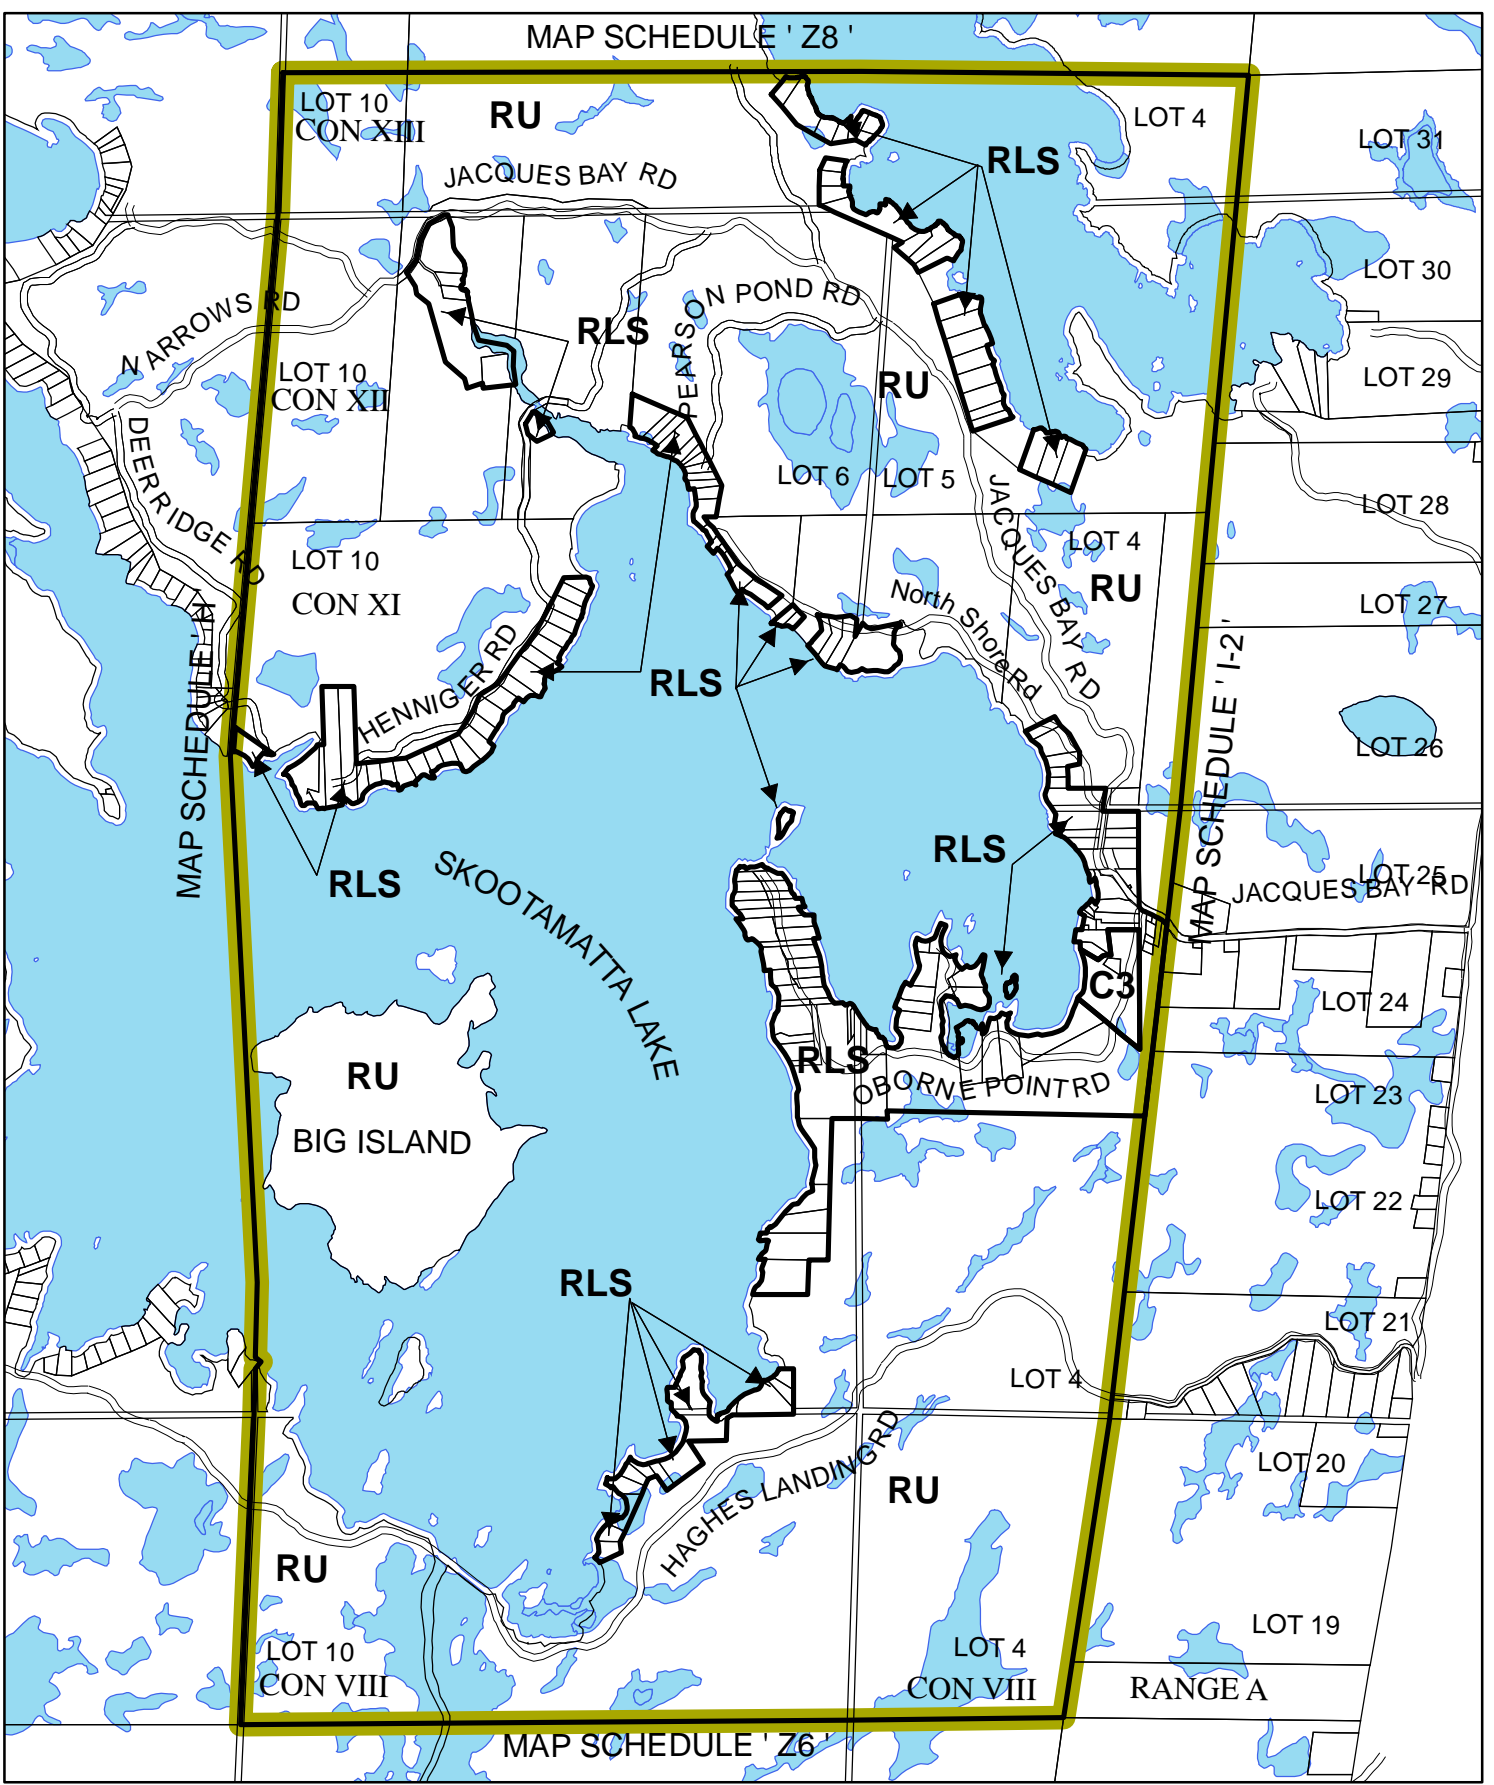 MAP SCHEDULE ' Z8 '
LOT 10
CON XIII
RU
LOT 4
RLS
LOT 31
JACQUES BAY RD
LOT 30
NARROWS RD
RLS
PEARSON POND RD
LOT 10
CON XII
RU
LOT 29
DEERRIDGE RD
LOT 6
LOT 5
LOT 28
JACQUES BAY RD
LOT 10
CON XI
LOT 4
RU
North Shore Rd
LOT 27
MAP SCHEDULE ' H
HENNIGER RD
RLS
MAP SCHEDULE ' I-2 '
LOT 26
RLS
RLS
SKOOTAMATTA LAKE
LOT 25
JACQUES BAY RD
C3
LOT 24
RU
BIG ISLAND
RLS
OBORNE POINT RD
LOT 23
LOT 22
RLS
LOT 21
LOT 4
HAGHES LANDING RD
RU
LOT 20
RU
LOT 10
CON VIII
LOT 4
CON VIII
LOT 19
RANGE A
MAP SCHEDULE ' Z6 '